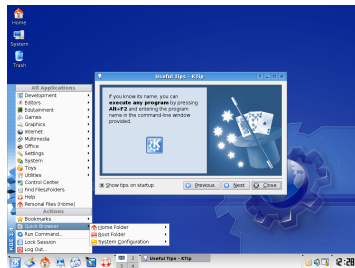 Home
System
Trash
All Applications
Development
Editors
Edutainment
Games
Graphics
Internet
Multimedia
Office
Settings
System
Toys
Utilities
Control Center
Find Files/Folders
Help
Personal Files (Home)
Actions
Bookmarks
Quick Browser
Run Command...
Lock Session
Log Out...
Home Folder
Root Folder
System Configuration
Useful Tips - KTip
If you know its name, you can
execute any program by pressing
Alt+F2 and entering the program
name in the command-line window
provided.
Show tips on startup
Previous
Next
Close
1
3 4
Useful Tips - KTip
12:28